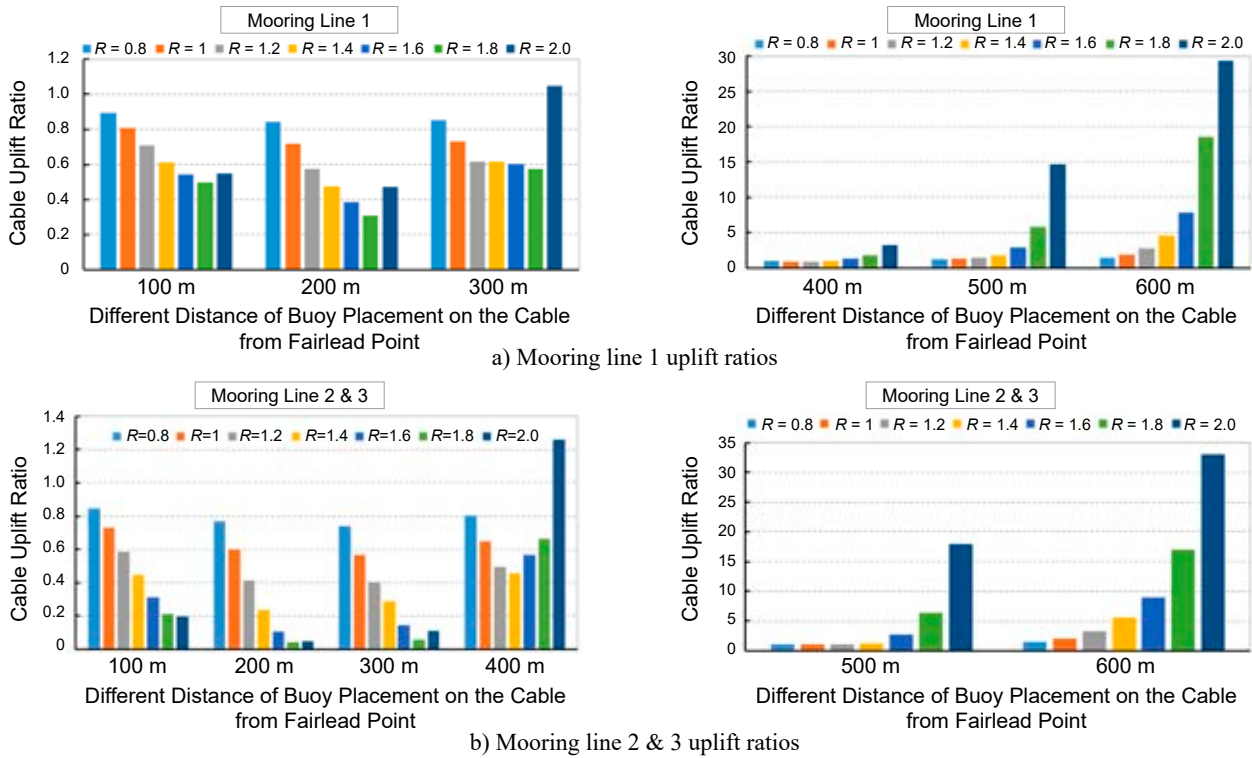 Mooring Line 1
R = 0.8 R = 1 R = 1.2 R = 1.4 R = 1.6 R = 1.8 R = 2.0
1.2
1.0
0.8
0.6
0.4
0.2
0
Cable Uplift Ratio
100 m 200 m 300 m
Different Distance of Buoy Placement on the Cable
from Fairlead Point
Mooring Line 1
R = 0.8 R = 1 R = 1.2 R = 1.4 R = 1.6 R = 1.8 R = 2.0
30
25
20
15
10
5
0
Cable Uplift Ratio
400 m 500 m 600 m
Different Distance of Buoy Placement on the Cable
from Fairlead Point
a) Mooring line 1 uplift ratios
Mooring Line 2 & 3
R=0.8 R=1 R=1.2 R=1.4 R=1.6 R=1.8 R=2.0
1.4
1.2
1.0
0.8
0.6
0.4
0.2
0
Cable Uplift Ratio
100 m 200 m 300 m 400 m
Different Distance of Buoy Placement on the Cable
from Fairlead Point
Mooring Line 2 & 3
R = 0.8 R = 1 R = 1.2 R = 1.4 R = 1.6 R = 1.8 R = 2.0
35
30
25
20
15
10
5
0
Cable Uplift Ratio
500 m 600 m
Different Distance of Buoy Placement on the Cable
from Fairlead Point
b) Mooring line 2 & 3 uplift ratios